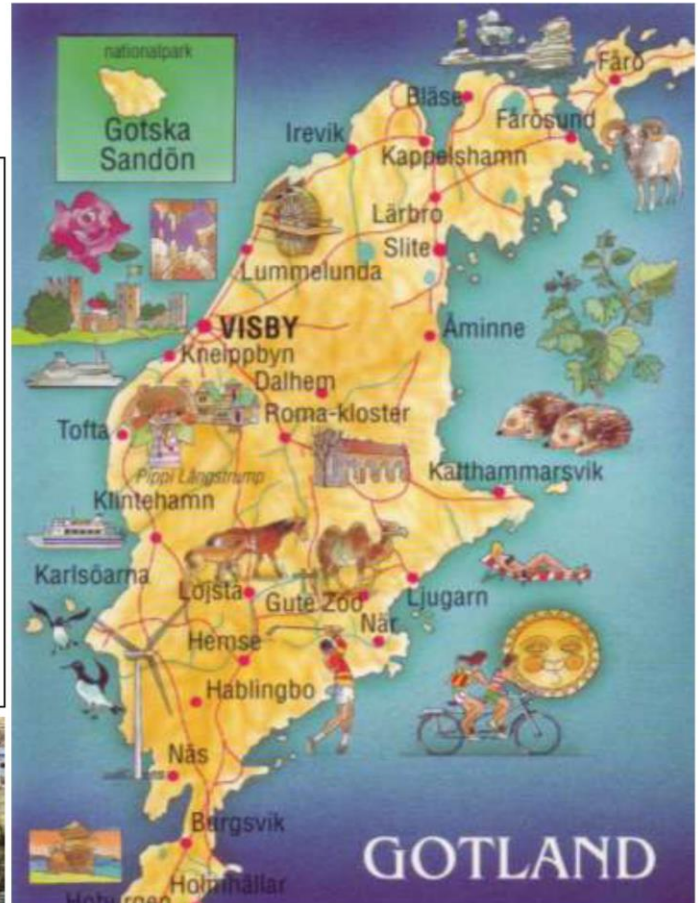 nationalpark
Gotska
Sandön
Fårö
Bläse
Fårösund
Irevik
Kappelshamn
Lärbro
Slite
Lummelunda
VISBY
Åminne
Kneippbyn
Dalhem
Roma-kloster
Tofta
Pippi Långstrump
Katthammarsvik
Klintehamn
Karlsöarna
Lojsta
Gute Zoo
Ljugarn
När
Hemse
Hablingbo
Näs
Burgsvik
GOTLAND
Holmhällar
Hoburgen